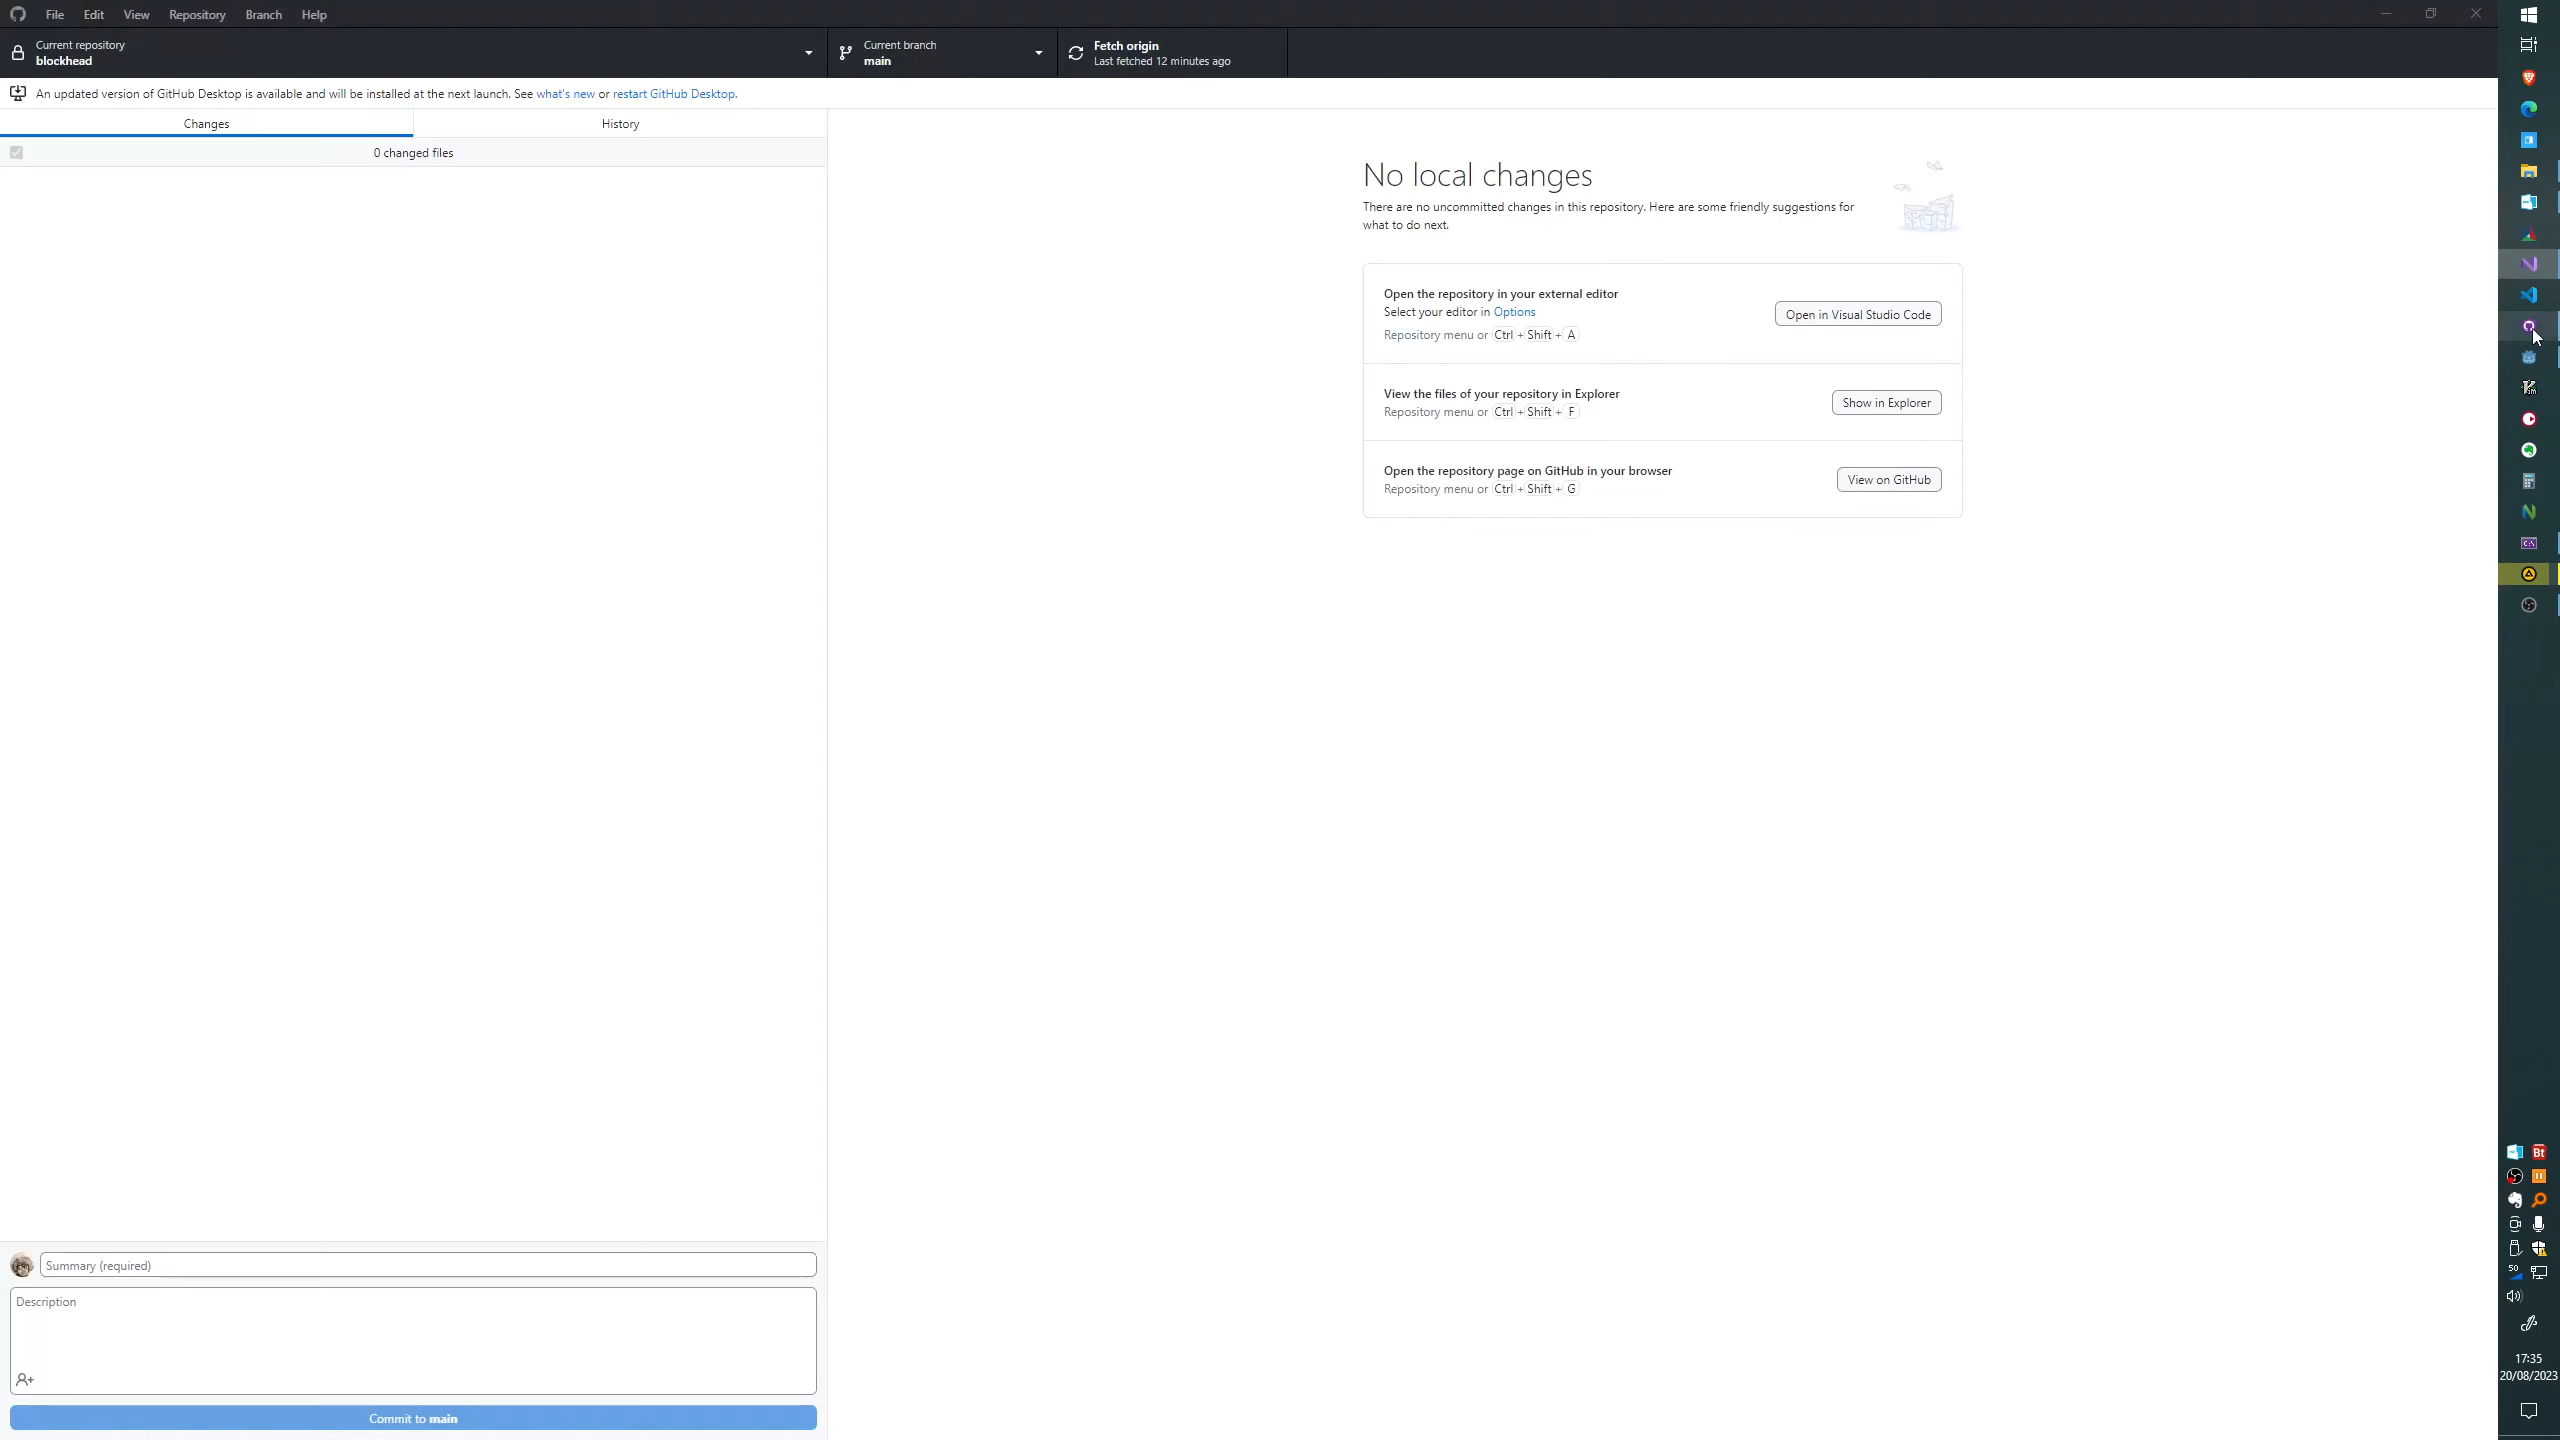 File Edit View Repository Branch Help
Current repository
blockhead
Current branch
main
Fetch origin
Last fetched 12 minutes ago
An updated version of GitHub Desktop is available and will be installed at the next launch. See what's new or restart GitHub Desktop.
Changes
History
0 changed files
No local changes
There are no uncommitted changes in this repository. Here are some friendly suggestions for
what to do next.
Open the repository in your external editor
Select your editor in Options
Repository menu or Ctrl + Shift + A
Open in Visual Studio Code
View the files of your repository in Explorer
Repository menu or Ctrl + Shift + F
Show in Explorer
Open the repository page on GitHub in your browser
Repository menu or Ctrl + Shift + G
View on GitHub
Summary (required)
Description
Commit to main
Bt
50
17:35
20/08/2023